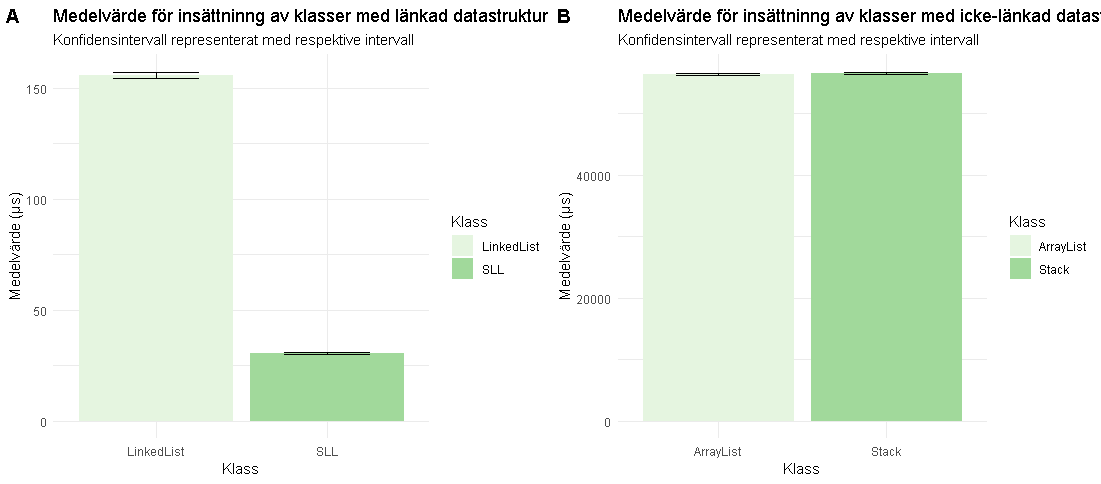 A
Medelvärde för insättninng av klasser med länkad datastruktur
Konfidensintervall representerat med respektive intervall
150
100
50
0
Medelvärde (µs)
LinkedList
SLL
Klass
Klass
LinkedList
SLL
B
Medelvärde för insättninng av klasser med icke-länkad datast
Konfidensintervall representerat med respektive intervall
40000
20000
0
Medelvärde (µs)
ArrayList
Stack
Klass
Klass
ArrayList
Stack